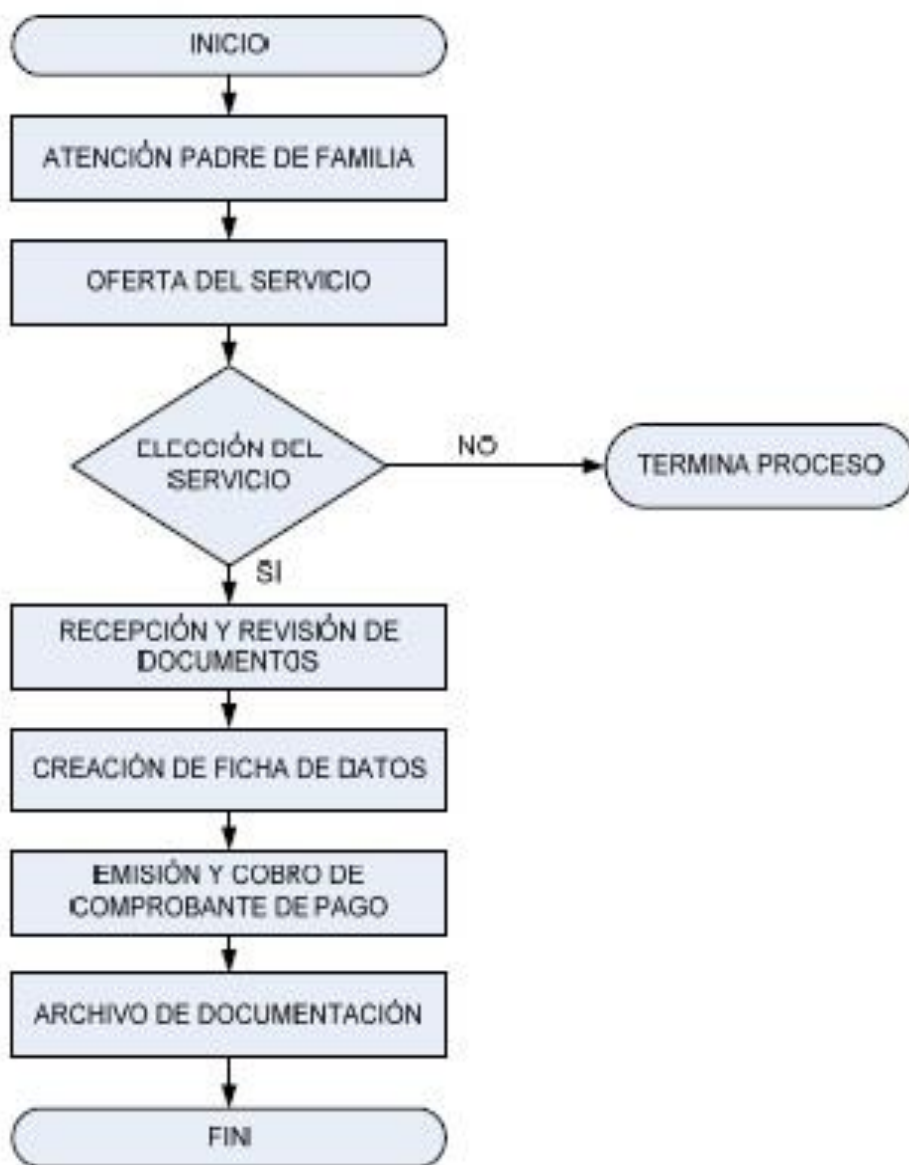 INICIO
ATENCIÓN PADRE DE FAMILIA
OFERTA DEL SERVICIO
ELECCIÓN DEL
SERVICIO
NO
TERMINA PROCESO
SI
RECEPCIÓN Y REVISIÓN DE
DOCUMENTOS
CREACIÓN DE FICHA DE DATOS
EMISIÓN Y COBRO DE
COMPROBANTE DE PAGO
ARCHIVO DE DOCUMENTACIÓN
FIN